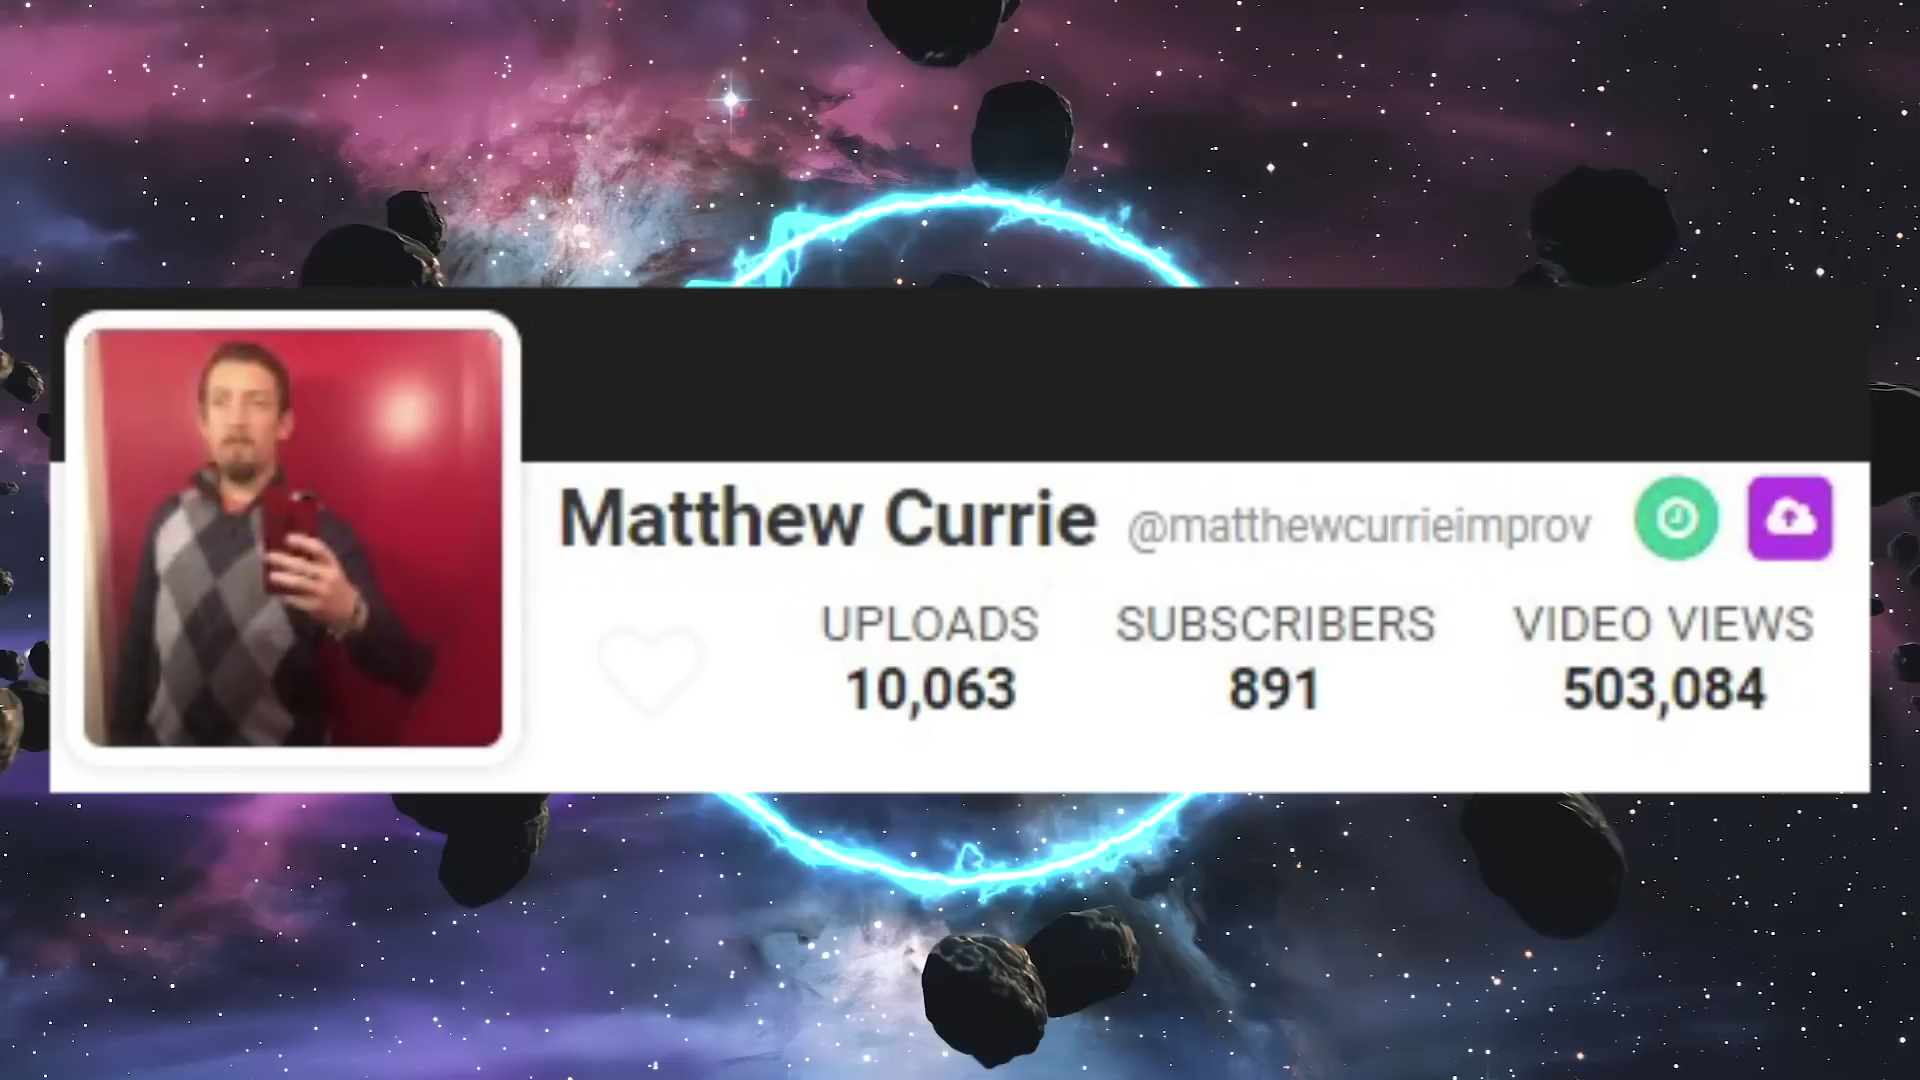 Matthew Currie @matthewcurrieimprov
UPLOADS SUBSCRIBERS VIDEO VIEWS
10,063 891 503,084